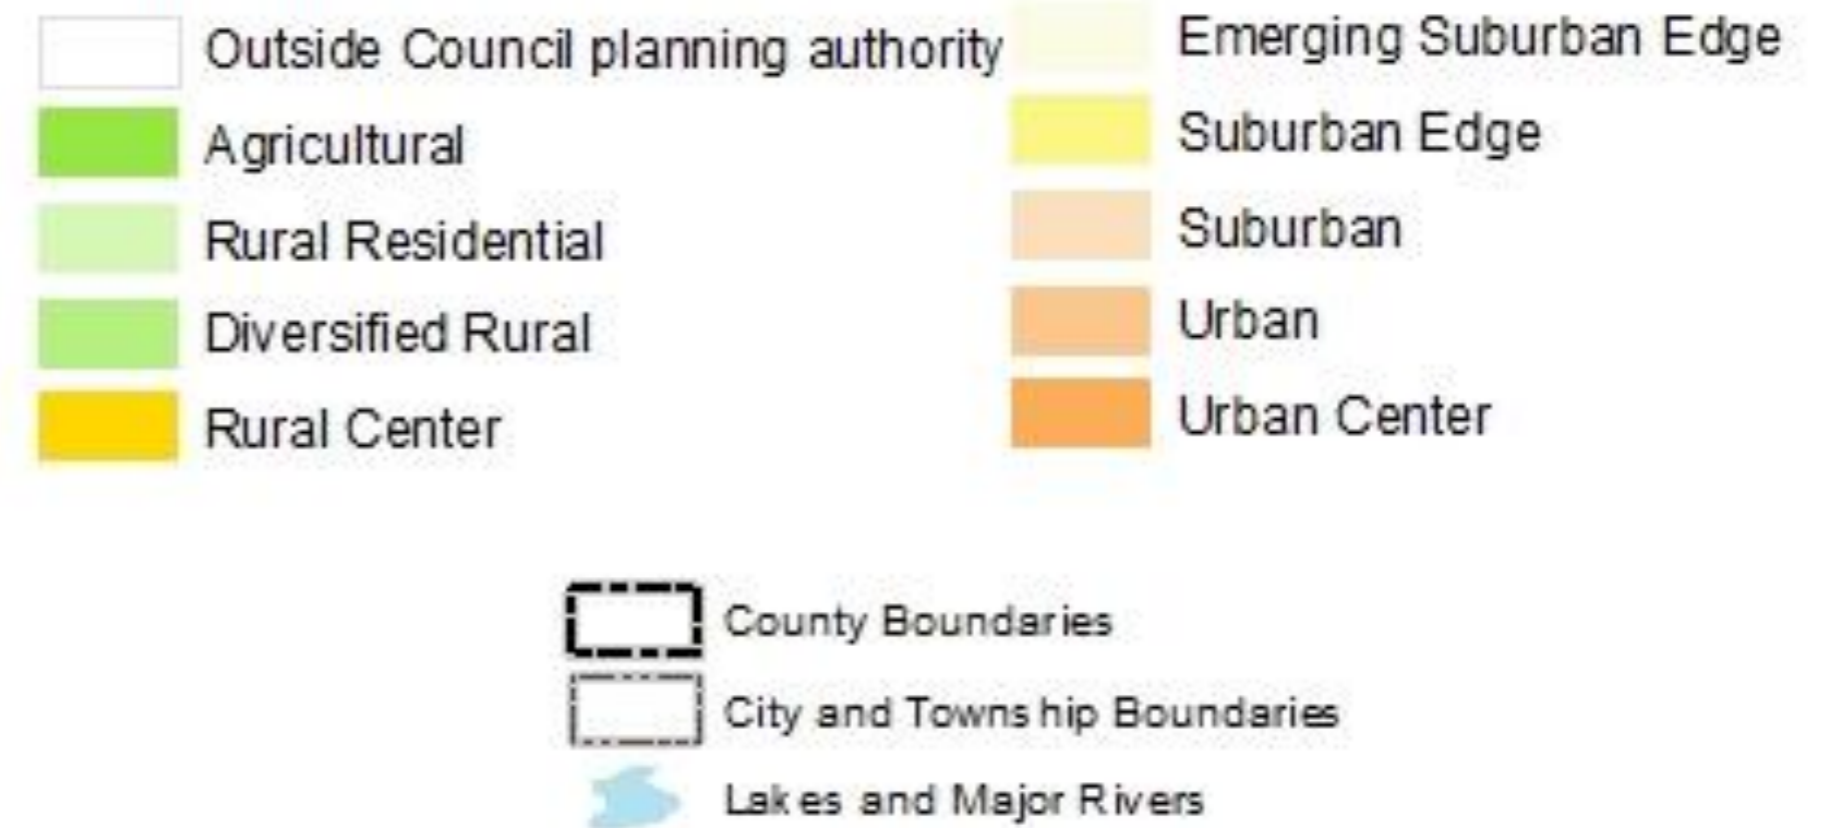 Outside Council planning authority
Agricultural
Rural Residential
Diversified Rural
Rural Center
Emerging Suburban Edge
Suburban Edge
Suburban
Urban
Urban Center
County Boundaries
City and Township Boundaries
Lakes and Major Rivers